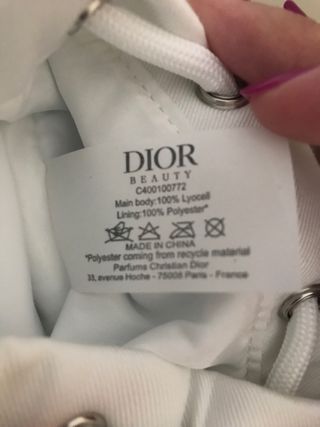 DIOR
BEAUTY
C400100772
Main body:100% Lyocell
Lining:100% Polyester*
MADE IN CHINA
*Polyester coming from recycle material
Parfums Christian Dior
33, avenue Hoche - 75008 Paris - France